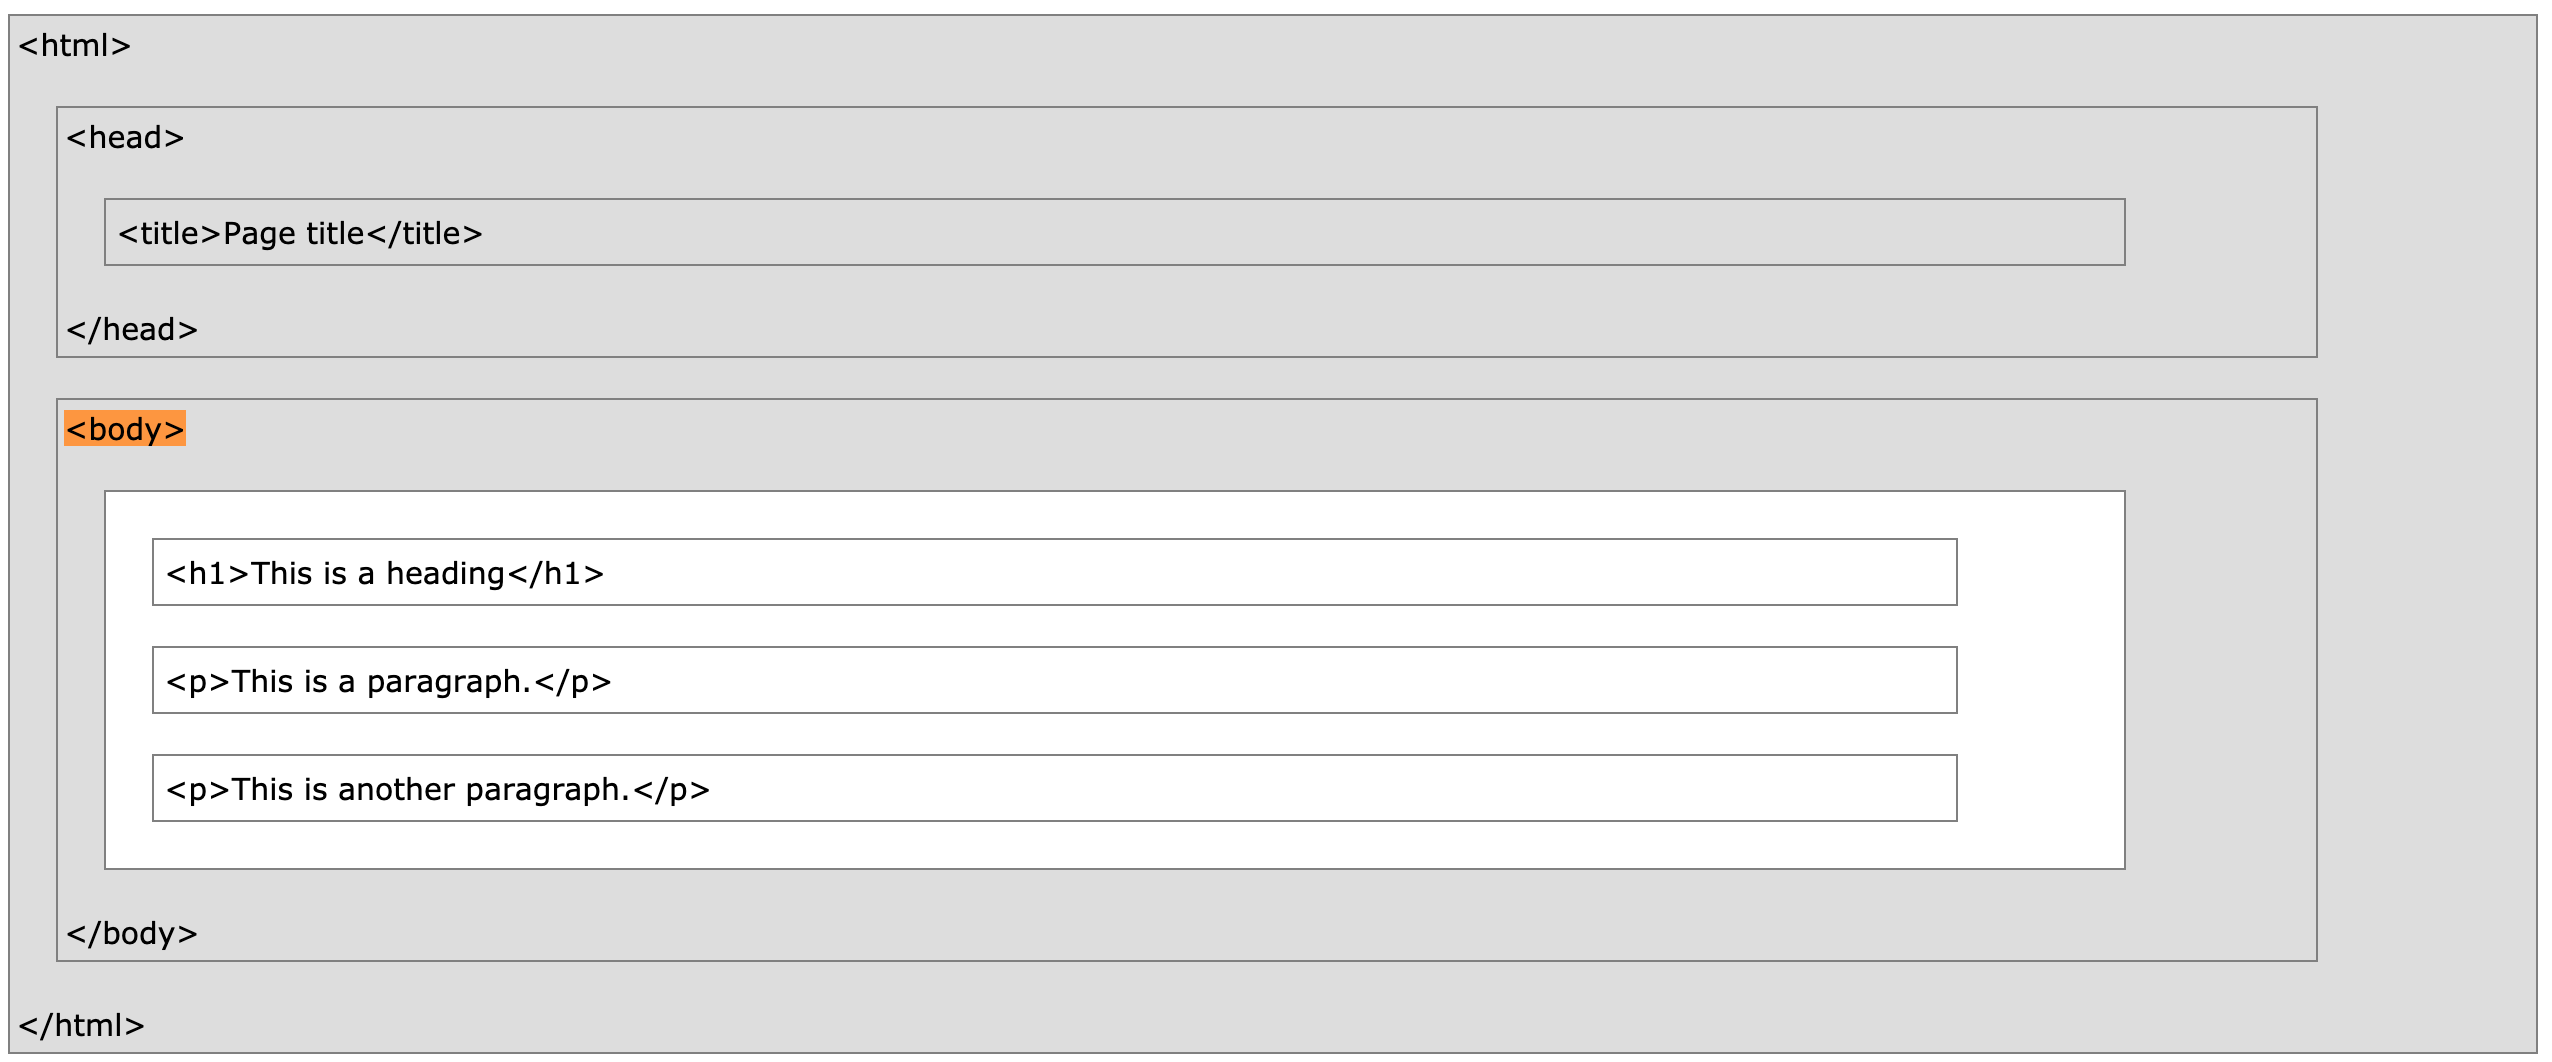 <html>
<head>
<title>Page title</title>
</head>
<body>
<h1>This is a heading</h1>
<p>This is a paragraph.</p>
<p>This is another paragraph.</p>
</body>
</html>